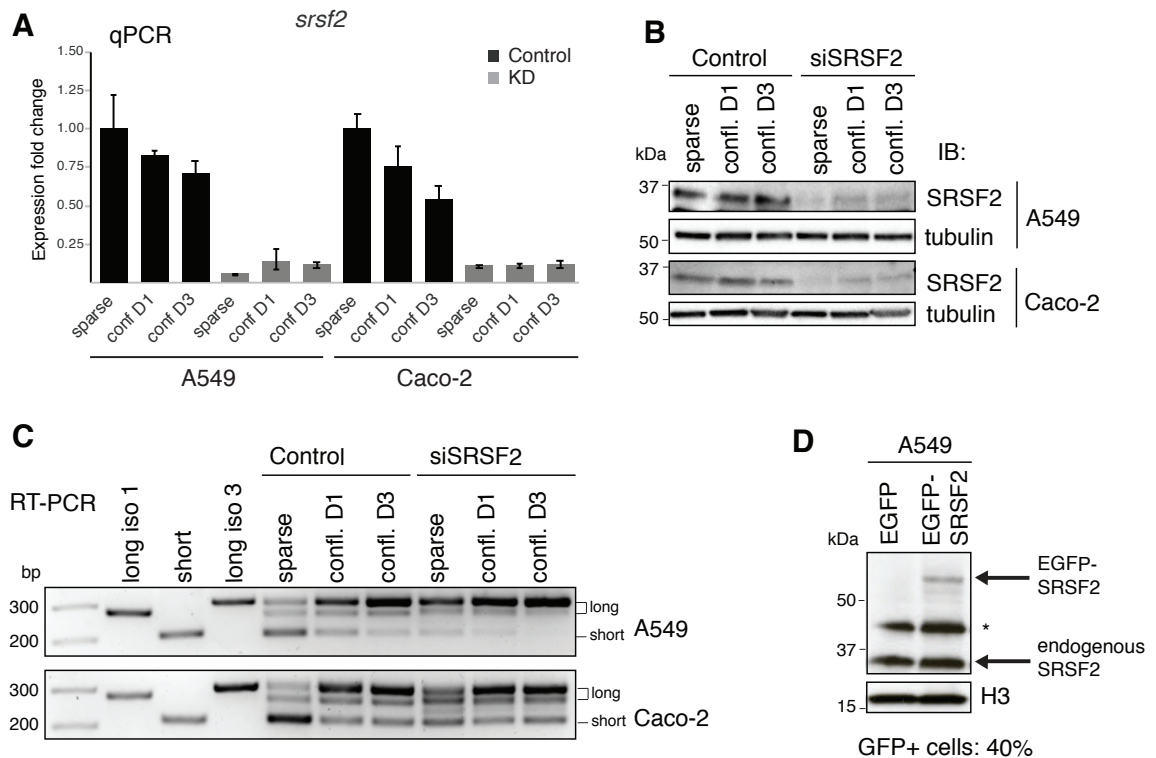 A
srsf2
qPCR
Control
KD
Expression fold change
1.50
1.25
1.00
0.75
0.50
0.25
sparse
conf D1
conf D3
sparse
conf D1
conf D3
sparse
conf D1
conf D3
sparse
conf D1
conf D3
A549
Caco-2
B
Control
siSRSF2
sparse
confl. D1
confl. D3
sparse
confl. D1
confl. D3
kDa
IB:
37
SRSF2
50
tubulin
A549
37
SRSF2
50
tubulin
Caco-2
C
Control
siSRSF2
RT-PCR
long iso 1
short
long iso 3
sparse
confl. D1
confl. D3
sparse
confl. D1
confl. D3
bp
300
200
long
short
A549
300
200
long
short
Caco-2
D
A549
EGFP
EGFP-
SRSF2
kDa
50
37
15
EGFP-
SRSF2
*
endogenous
SRSF2
H3
GFP+ cells: 40%